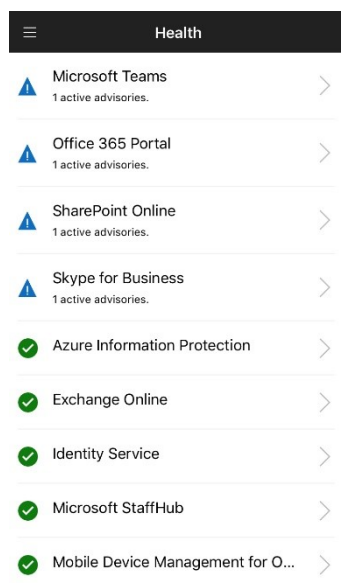 Health
Microsoft Teams
1 active advisories.
Office 365 Portal
1 active advisories.
SharePoint Online
1 active advisories.
Skype for Business
1 active advisories.
Azure Information Protection
Exchange Online
Identity Service
Microsoft StaffHub
Mobile Device Management for O...